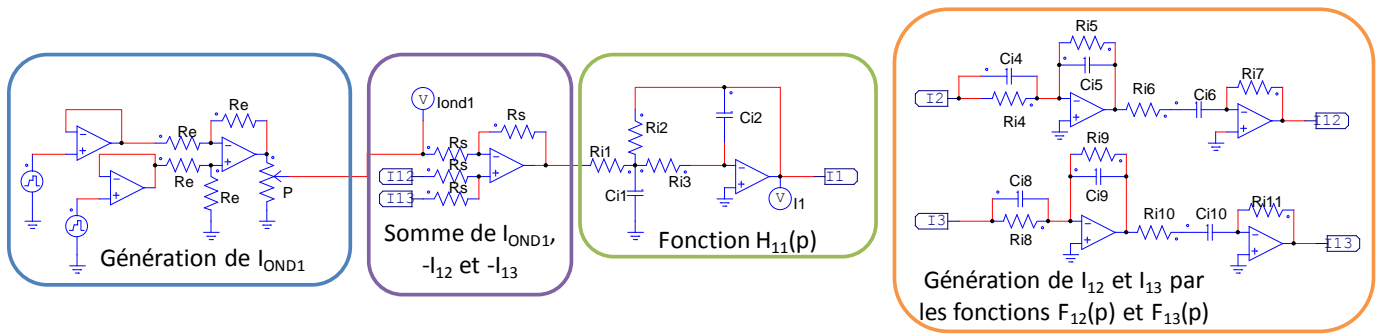 Re
Re
Re
Re
P
Génération de IOND1
V
Iond1
Rs
Rs
Rs
Rs
I12
I13
Somme de IOND1,
-I12 et -I13
Ri1
Ri2
Ri3
Ci1
Ci2
I1
V
I1
Fonction H11(p)
Ri5
Ci4
Ci5
I2
Ri4
Ri6
Ci6
Ri7
I12
Ri9
Ci8
Ci9
I3
Ri8
Ri10
Ci10
Ri11
I13
Génération de I12 et I13 par
les fonctions F12(p) et F13(p)